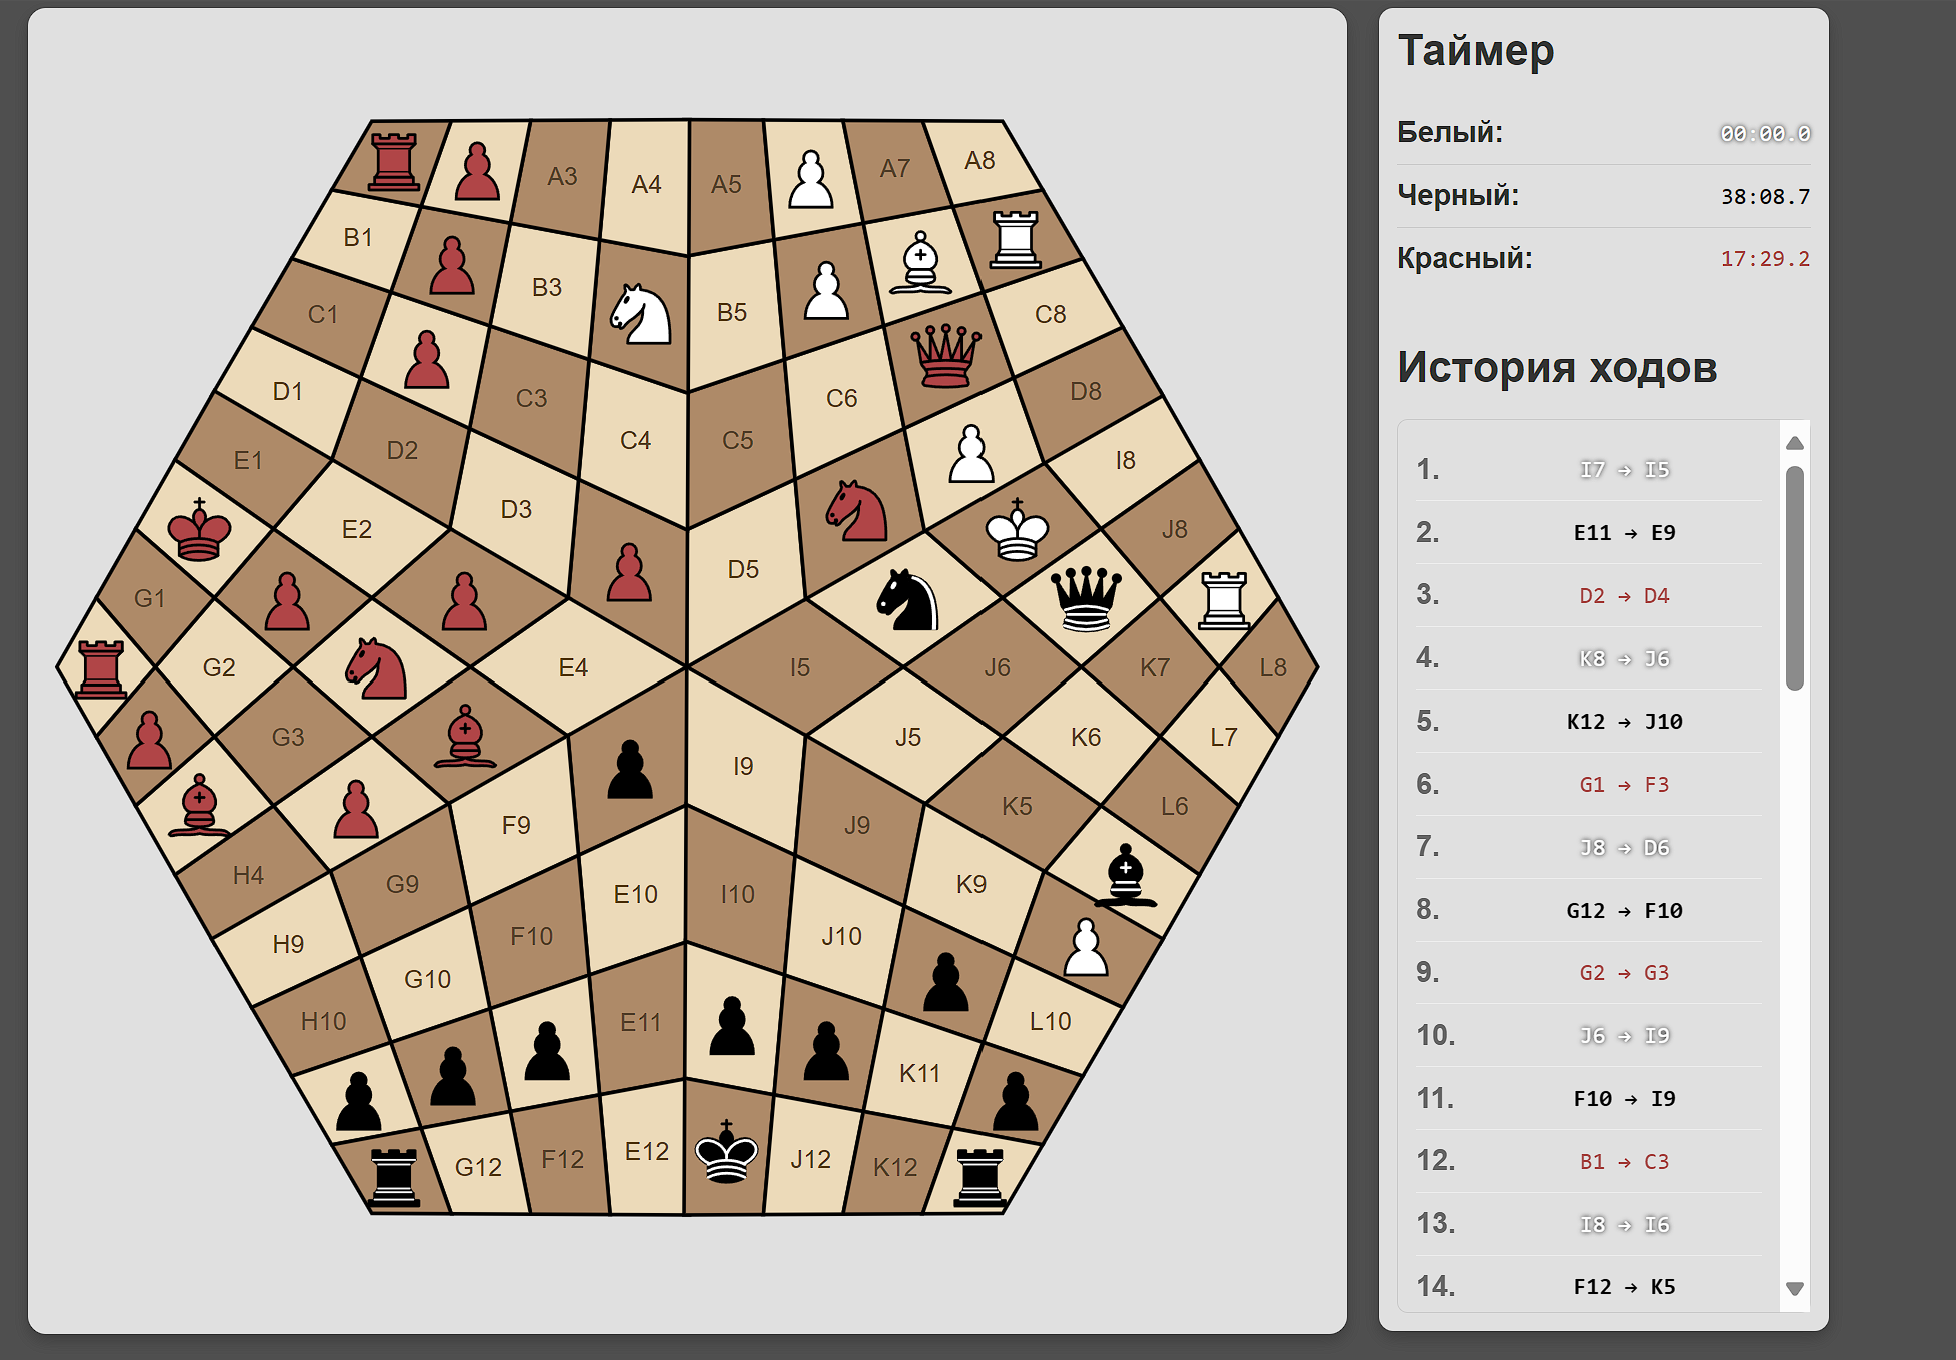 Таймер
Белый: 00:00.0
Черный: 38:08.7
Красный: 17:29.2
История ходов
1. I7 → I5
2. E11 → E9
3. D2 → D4
4. K8 → J6
5. K12 → J10
6. G1 → F3
7. J8 → D6
8. G12 → F10
9. G2 → G3
10. J6 → I9
11. F10 → I9
12. B1 → C3
13. I8 → I6
14. F12 → K5
A3 A4 A5 A7 A8
B1 B3 B5
C1 C3 C4 C5 C6 C8
D1 D2 D3 D5 D8
E1 E2 E4 I5 I8
G1 G2 G3 J8 J6 K7 L8
J5 K6 L7
I9 J9 K5 L6
H4 G9 F9
H9 G10 F10 E10 I10 J10 K9
H10 E11 K11 L10
G12 F12 E12 J12 K12